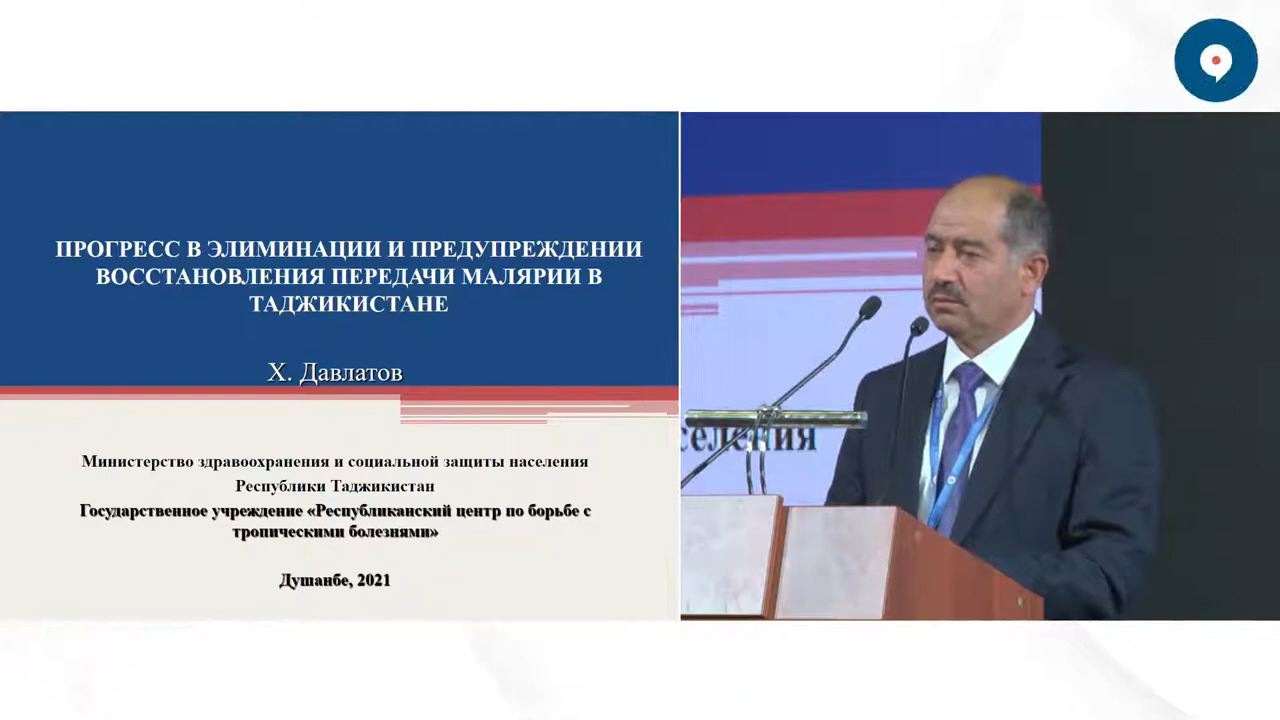 ПРОГРЕСС В ЭЛИМИНАЦИИ И ПРЕДУПРЕЖДЕНИИ
ВОССТАНОВЛЕНИЯ ПЕРЕДАЧИ МАЛЯРИИ В
ТАДЖИКИСТАНЕ
Х. Давлатов
Министерство здравоохранения и социальной защиты населения
Республики Таджикистан
Государственное учреждение «Республиканский центр по борьбе с
тропическими болезнями»
Душанбе, 2021
селения